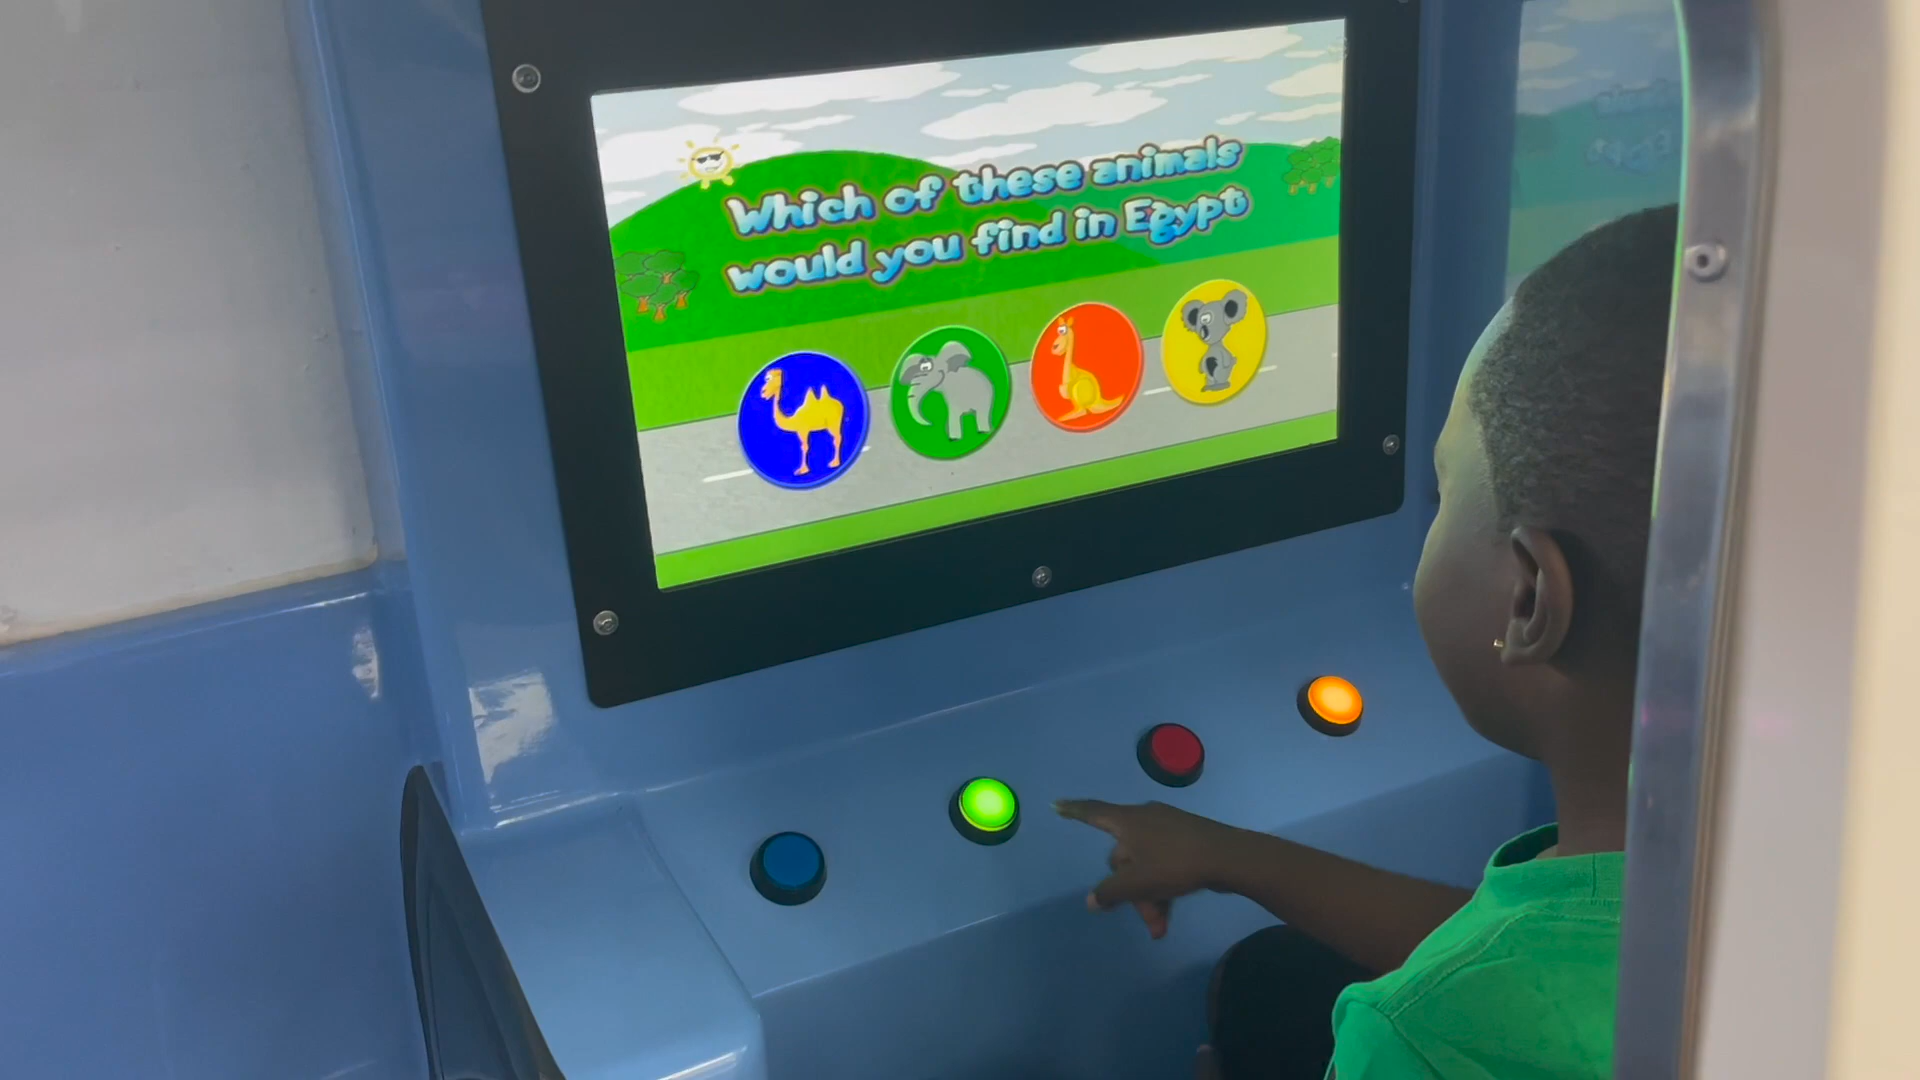 Which of these animals
would you find in Egypt